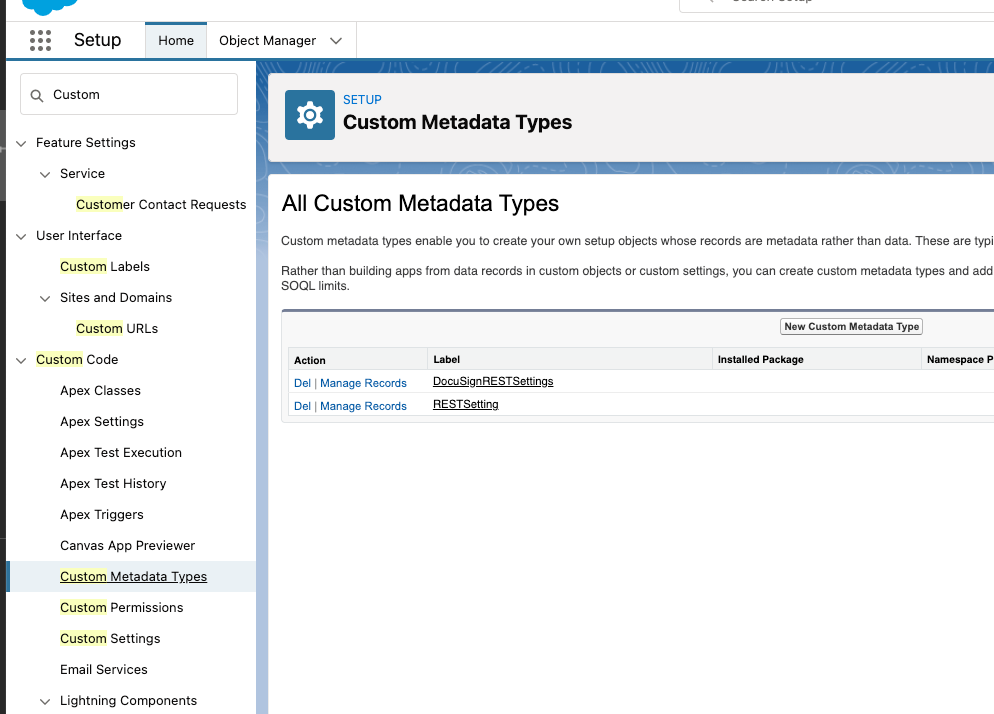 Search Setup
Setup
Home
Object Manager
Custom
Feature Settings
Service
Customer Contact Requests
User Interface
Custom Labels
Sites and Domains
Custom URLs
Custom Code
Apex Classes
Apex Settings
Apex Test Execution
Apex Test History
Apex Triggers
Canvas App Previewer
Custom Metadata Types
Custom Permissions
Custom Settings
Email Services
Lightning Components
SETUP
Custom Metadata Types
All Custom Metadata Types
Custom metadata types enable you to create your own setup objects whose records are metadata rather than data. These are typi
Rather than building apps from data records in custom objects or custom settings, you can create custom metadata types and add
SOQL limits.
New Custom Metadata Type
Action Label Installed Package Namespace P
Del | Manage Records DocuSignRESTSettings
Del | Manage Records RESTSetting